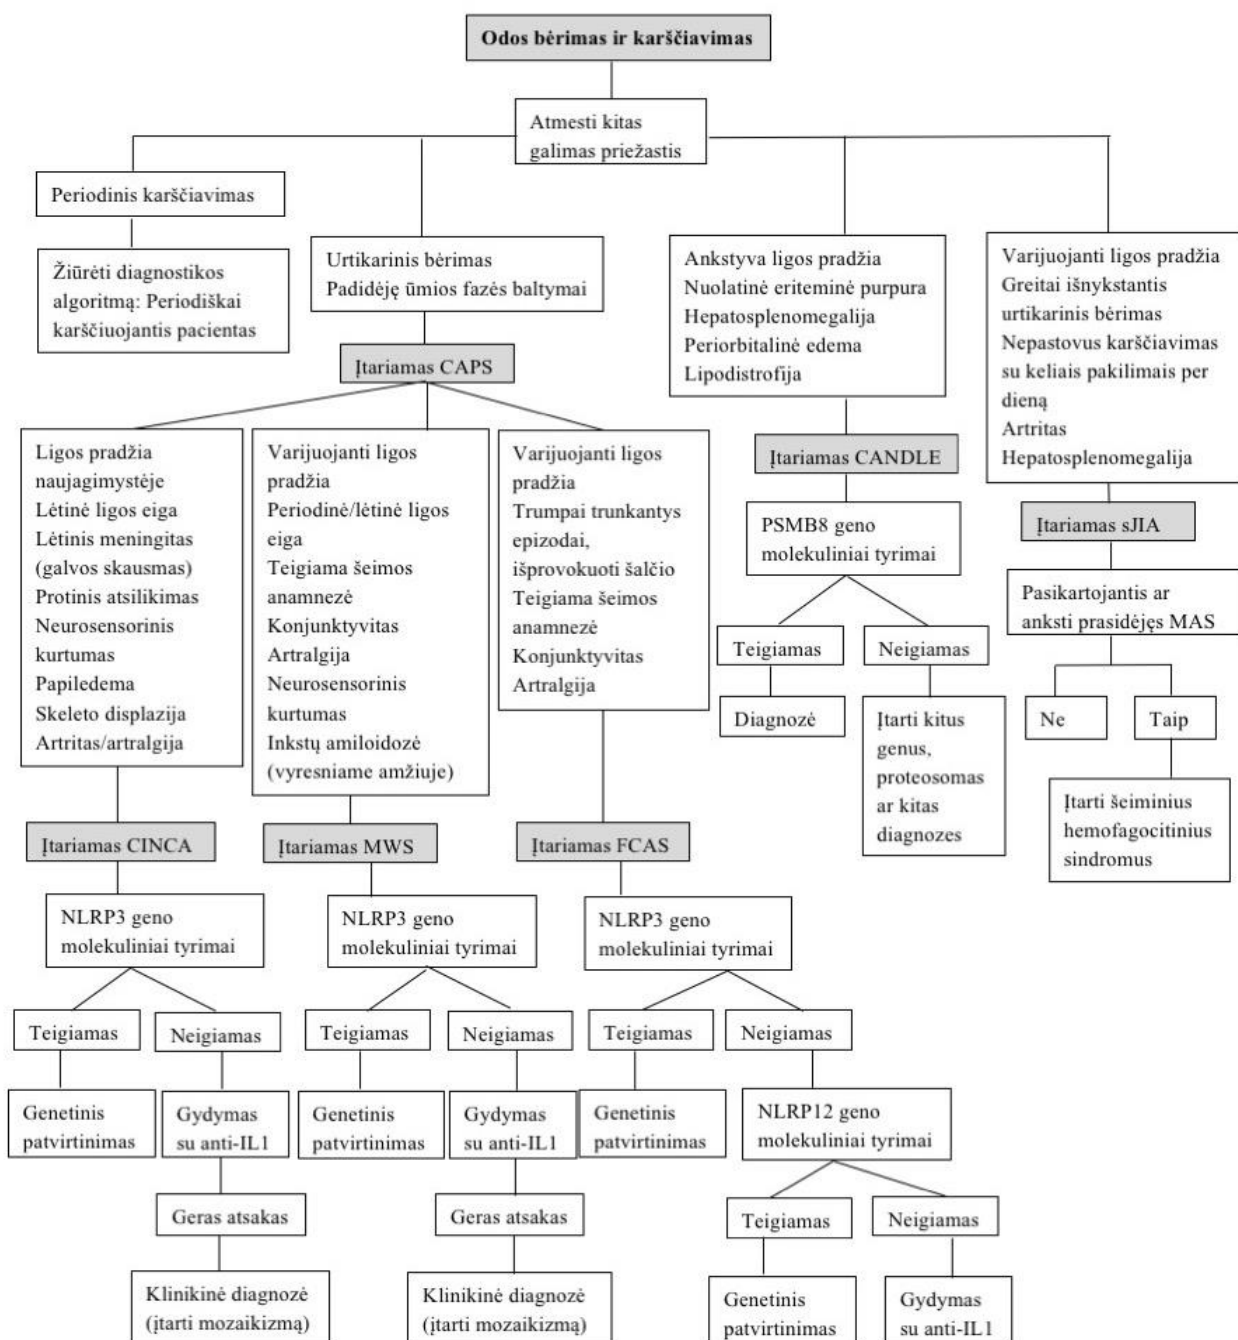 Odos bėrimas ir karščiavimas
Atmesti kitas
galimas priežastis
Periodinis karščiavimas
Žiūrėti diagnostikos
algoritmą: Periodiškai
karščiuojantis pacientas
Urtikarinis bėrimas
Padidėję ūmios fazės baltymai
Įtariamas CAPS
Ankstyva ligos pradžia
Nuolatinė eriteminė purpura
Hepatosplenomegalija
Periorbitalinė edema
Lipodistrofija
Varijuojanti ligos pradžia
Greitai išnykstantis
urtikarinis bėrimas
Nepastovus karščiavimas
su keliais pakilimais per
dieną
Artritas
Hepatosplenomegalija
Ligos pradžia
naujagimystėje
Lėtinė ligos eiga
Lėtinis meningitas
(galvos skausmas)
Protinis atsilikimas
Neurosensorinis
kurtumas
Papiledema
Skeleto displazija
Artritas/artralgija
Varijuojanti ligos
pradžia
Periodinė/lėtinė ligos
eiga
Teigiama šeimos
anamnezė
Konjunktyvitas
Artralgija
Neurosensorinis
kurtumas
Inkstų amiloidozė
(vyresniame amžiuje)
Varijuojanti ligos
pradžia
Trumpai trunkantys
epizodai,
išprovokuoti šalčio
Teigiama šeimos
anamnezė
Konjunktyvitas
Artralgija
Įtariamas CANDLE
PSMB8 geno
molekuliniai tyrimai
Teigiamas
Neigiamas
Diagnozė
Įtarti kitus
genus,
proteosomas
ar kitas
diagnozes
Įtariamas sJIA
Pasikartojantis ar
anksti prasidėjęs MAS
Ne
Taip
Įtarti šeiminius
hemofagocitinius
sindromus
Įtariamas CINCA
Įtariamas MWS
Įtariamas FCAS
NLRP3 geno
molekuliniai tyrimai
NLRP3 geno
molekuliniai tyrimai
NLRP3 geno
molekuliniai tyrimai
Teigiamas
Neigiamas
Teigiamas
Neigiamas
Teigiamas
Neigiamas
Genetinis
patvirtinimas
Gydymas
su anti-IL1
Genetinis
patvirtinimas
Gydymas
su anti-IL1
Genetinis
patvirtinimas
NLRP12 geno
molekuliniai tyrimai
Geras atsakas
Geras atsakas
Teigiamas
Neigiamas
Klinikinė diagnozė
(įtarti mozaikizmą)
Klinikinė diagnozė
(įtarti mozaikizmą)
Genetinis
patvirtinimas
Gydymas
su anti-IL1